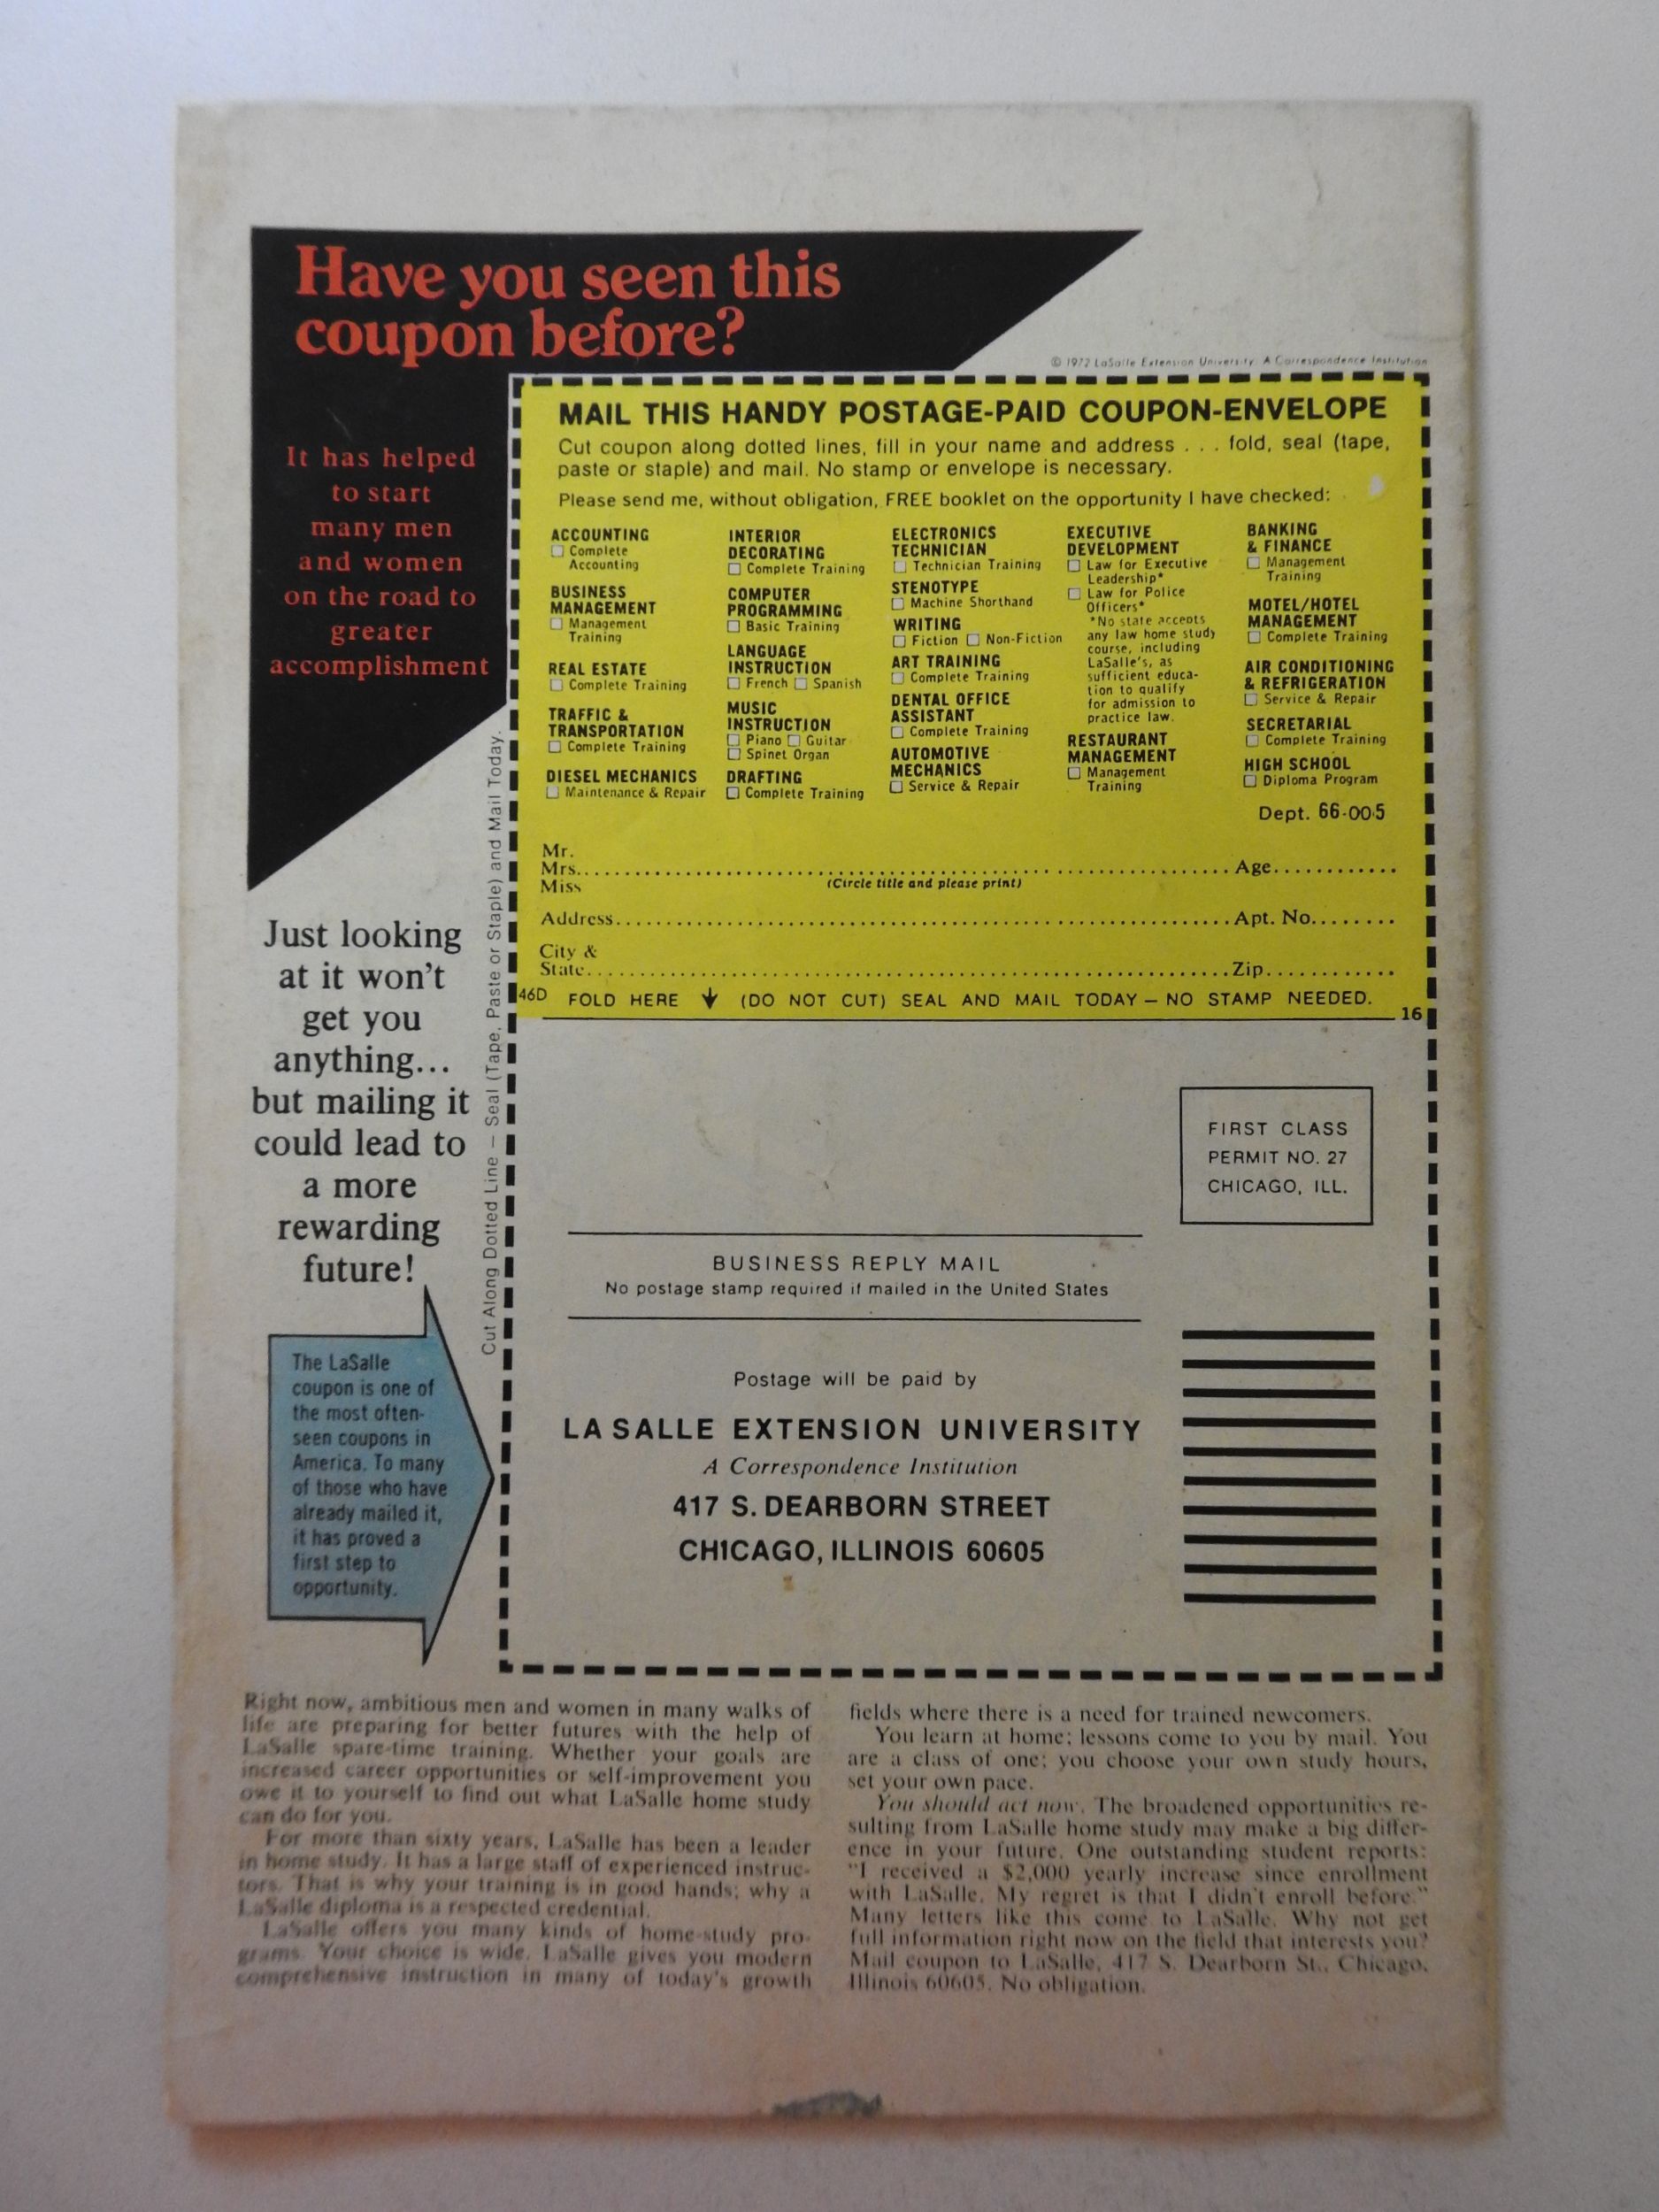 Have you seen this
coupon before?
© 1972 LaSalle Extension University. A Correspondence Institution
It has helped
to start
many men
and women
on the road to
greater
accomplishment
MAIL THIS HANDY POSTAGE-PAID COUPON-ENVELOPE
Cut coupon along dotted lines, fill in your name and address . . . fold, seal (tape,
paste or staple) and mail. No stamp or envelope is necessary.
Please send me, without obligation, FREE booklet on the opportunity I have checked:
ACCOUNTING
☐ Complete
Accounting
BUSINESS
MANAGEMENT
☐ Management
Training
REAL ESTATE
☐ Complete Training
TRAFFIC &
TRANSPORTATION
☐ Complete Training
DIESEL MECHANICS
☐ Maintenance & Repair
INTERIOR
DECORATING
☐ Complete Training
COMPUTER
PROGRAMMING
☐ Basic Training
LANGUAGE
INSTRUCTION
☐ French ☐ Spanish
MUSIC
INSTRUCTION
☐ Piano ☐ Guitar
☐ Spinet Organ
DRAFTING
☐ Complete Training
ELECTRONICS
TECHNICIAN
☐ Technician Training
STENOTYPE
☐ Machine Shorthand
WRITING
☐ Fiction ☐ Non-Fiction
ART TRAINING
☐ Complete Training
DENTAL OFFICE
ASSISTANT
☐ Complete Training
AUTOMOTIVE
MECHANICS
☐ Service & Repair
EXECUTIVE
DEVELOPMENT
☐ Law for Executive
Leadership*
☐ Law for Police
Officers*
*No state accepts
any law home study
course, including
LaSalle's, as
sufficient educa-
tion to qualify
for admission to
practice law.
RESTAURANT
MANAGEMENT
☐ Management
Training
BANKING
& FINANCE
☐ Management
Training
MOTEL/HOTEL
MANAGEMENT
☐ Complete Training
AIR CONDITIONING
& REFRIGERATION
☐ Service & Repair
SECRETARIAL
☐ Complete Training
HIGH SCHOOL
☐ Diploma Program
Dept. 66-005
Mr.
Mrs. Age
Miss (Circle title and please print)
Address Apt. No.
City &
State Zip
46D FOLD HERE ↓ (DO NOT CUT) SEAL AND MAIL TODAY — NO STAMP NEEDED.
16
Cut Along Dotted Line — Seal (Tape, Paste or Staple) and Mail Today.
Just looking
at it won't
get you
anything...
but mailing it
could lead to
a more
rewarding
future!
FIRST CLASS
PERMIT NO. 27
CHICAGO, ILL.
BUSINESS REPLY MAIL
No postage stamp required if mailed in the United States
Postage will be paid by
LA SALLE EXTENSION UNIVERSITY
A Correspondence Institution
417 S. DEARBORN STREET
CHICAGO, ILLINOIS 60605
The LaSalle
coupon is one of
the most often-
seen coupons in
America. To many
of those who have
already mailed it,
it has proved a
first step to
opportunity.
Right now, ambitious men and women in many walks of
life are preparing for better futures with the help of
LaSalle spare-time training. Whether your goals are
increased career opportunities or self-improvement you
owe it to yourself to find out what LaSalle home study
can do for you.
For more than sixty years, LaSalle has been a leader
in home study. It has a large staff of experienced instruc-
tors. That is why your training is in good hands; why a
LaSalle diploma is a respected credential.
LaSalle offers you many kinds of home-study pro-
grams. Your choice is wide. LaSalle gives you modern
comprehensive instruction in many of today's growth
fields where there is a need for trained newcomers.
You learn at home; lessons come to you by mail. You
are a class of one; you choose your own study hours,
set your own pace.
You should act now. The broadened opportunities re-
sulting from LaSalle home study may make a big differ-
ence in your future. One outstanding student reports:
"I received a $2,000 yearly increase since enrollment
with LaSalle. My regret is that I didn't enroll before."
Many letters like this come to LaSalle. Why not get
full information right now on the field that interests you?
Mail coupon to LaSalle, 417 S. Dearborn St., Chicago,
Illinois 60605. No obligation.